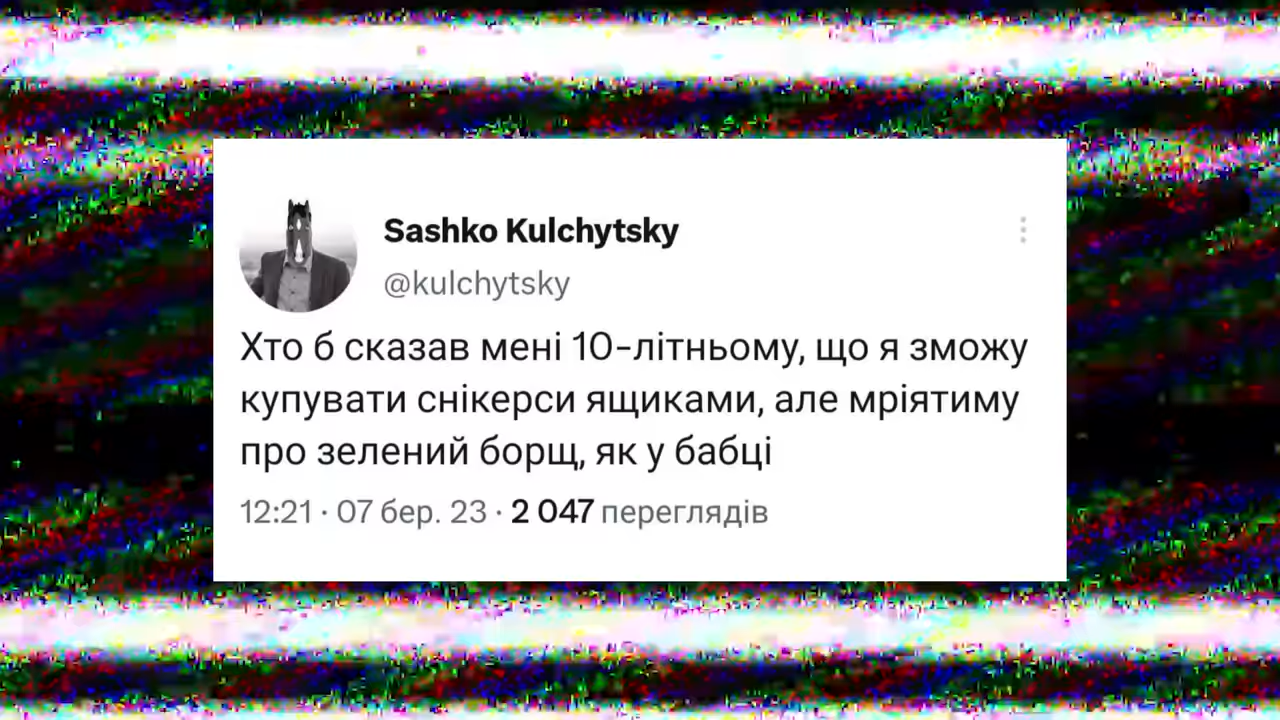 Sashko Kulchytsky
@kulchytsky
Хто б сказав мені 10-літньому, що я зможу
купувати снікерси ящиками, але мріятиму
про зелений борщ, як у бабці
12:21 · 07 бер. 23 · 2 047 переглядів